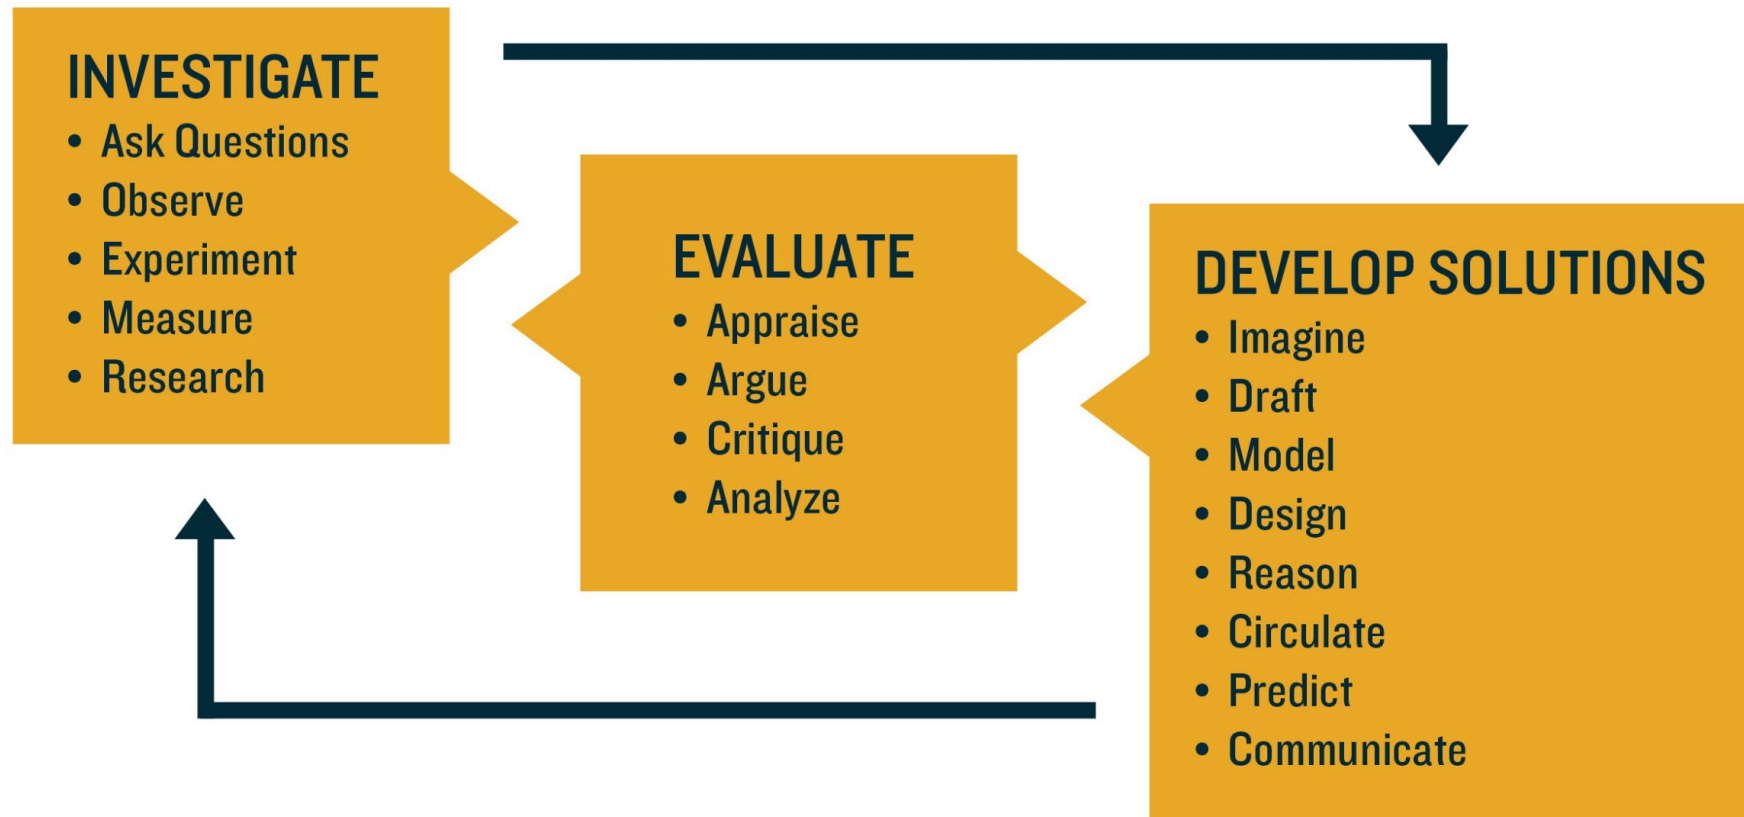 INVESTIGATE
• Ask Questions
• Observe
• Experiment
• Measure
• Research
EVALUATE
• Appraise
• Argue
• Critique
• Analyze
DEVELOP SOLUTIONS
• Imagine
• Draft
• Model
• Design
• Reason
• Circulate
• Predict
• Communicate